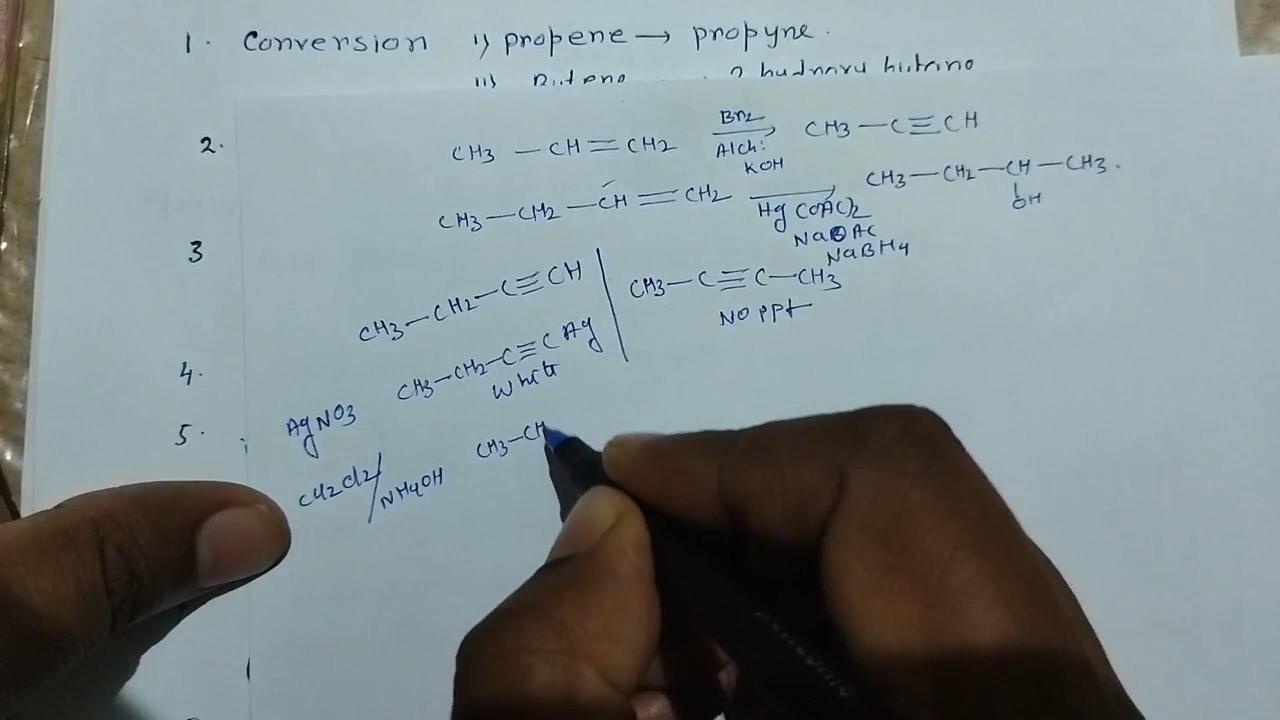 1. Conversion i) propene → propyne.
2. CH3 — CH = CH2 Br2 → Alch: KOH CH3 — C≡CH
CH3—CH2—CH=CH2 → Hg(OAc)2 NaOAc NaBH4 CH3—CH2—CH—CH3.
OH
3
CH3—CH2—C≡CH | CH3—C≡C—CH3
NO ppt
4. AgNO3 CH3—CH2—C≡CAg
White
5. Cu2Cl2/NH4OH CH3—CH